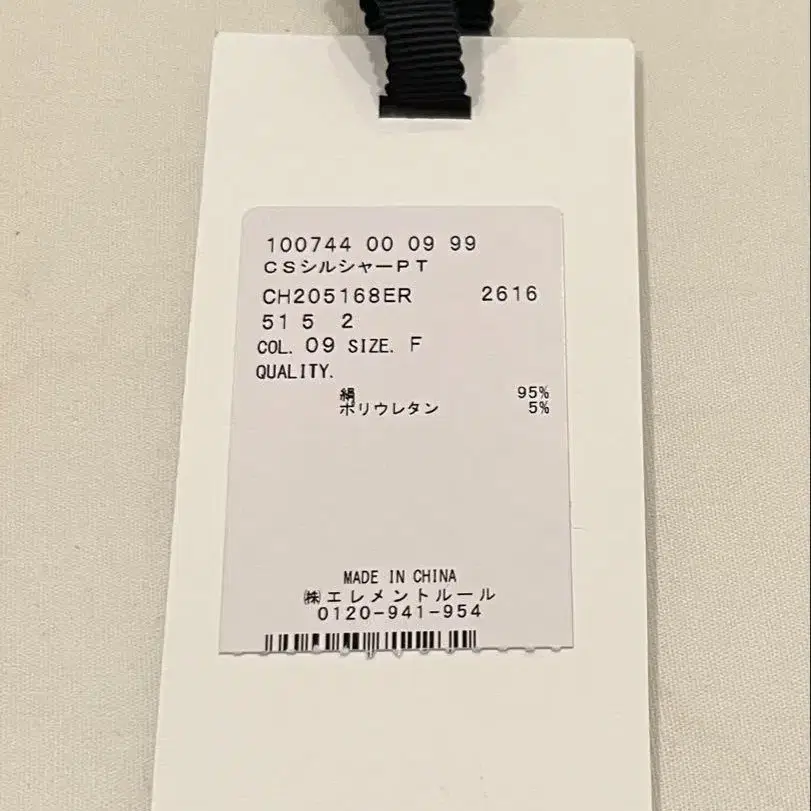 100744 00 09 99
CSシルシャーPT
CH205168ER 2616
51 5 2
COL. 09 SIZE. F
QUALITY.
絹 95%
ポリウレタン 5%
MADE IN CHINA
㈱エレメントルール
0120-941-954